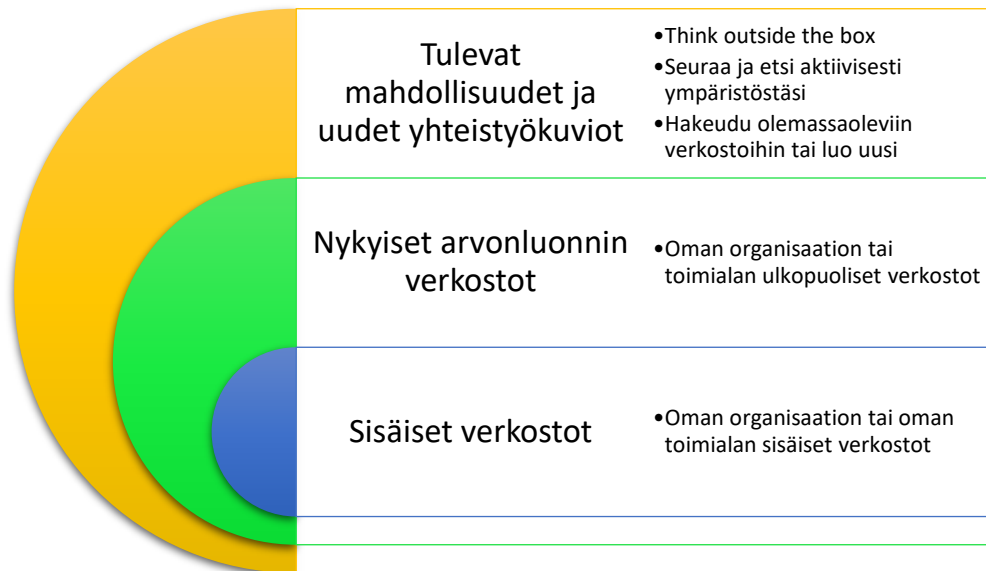 Tulevat
mahdollisuudet ja
uudet yhteistyökuviot
•Think outside the box
•Seuraa ja etsi aktiivisesti
ympäristöstäsi
•Hakeudu olemassaoleviin
verkostoihin tai luo uusi
Nykyiset arvonluonnin
verkostot
•Oman organisaation tai
toimialan ulkopuoliset verkostot
Sisäiset verkostot
•Oman organisaation tai oman
toimialan sisäiset verkostot